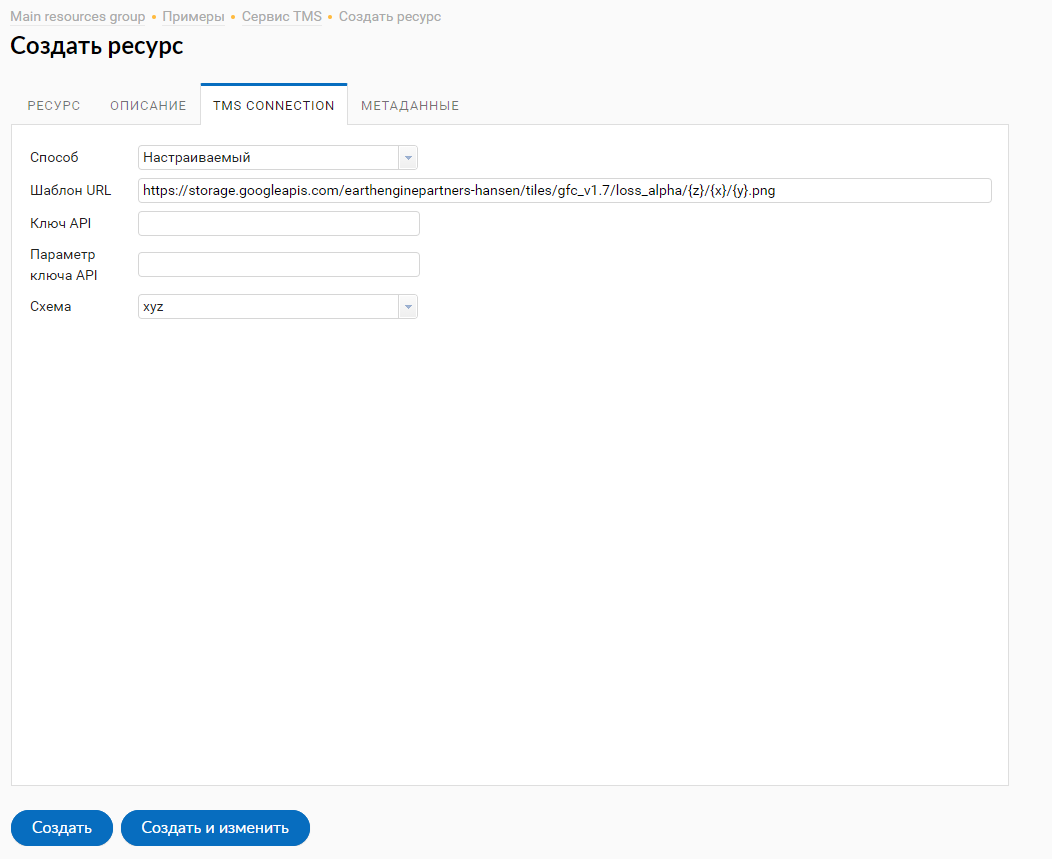 Main resources group • Примеры • Сервис TMS • Создать ресурс
Создать ресурс
РЕСУРС ОПИСАНИЕ TMS CONNECTION МЕТАДАННЫЕ
Способ Настраиваемый
Шаблон URL https://storage.googleapis.com/earthenginepartners-hansen/tiles/gfc_v1.7/loss_alpha/{z}/{x}/{y}.png
Ключ API
Параметр
ключа API
Схема xyz
Создать Создать и изменить